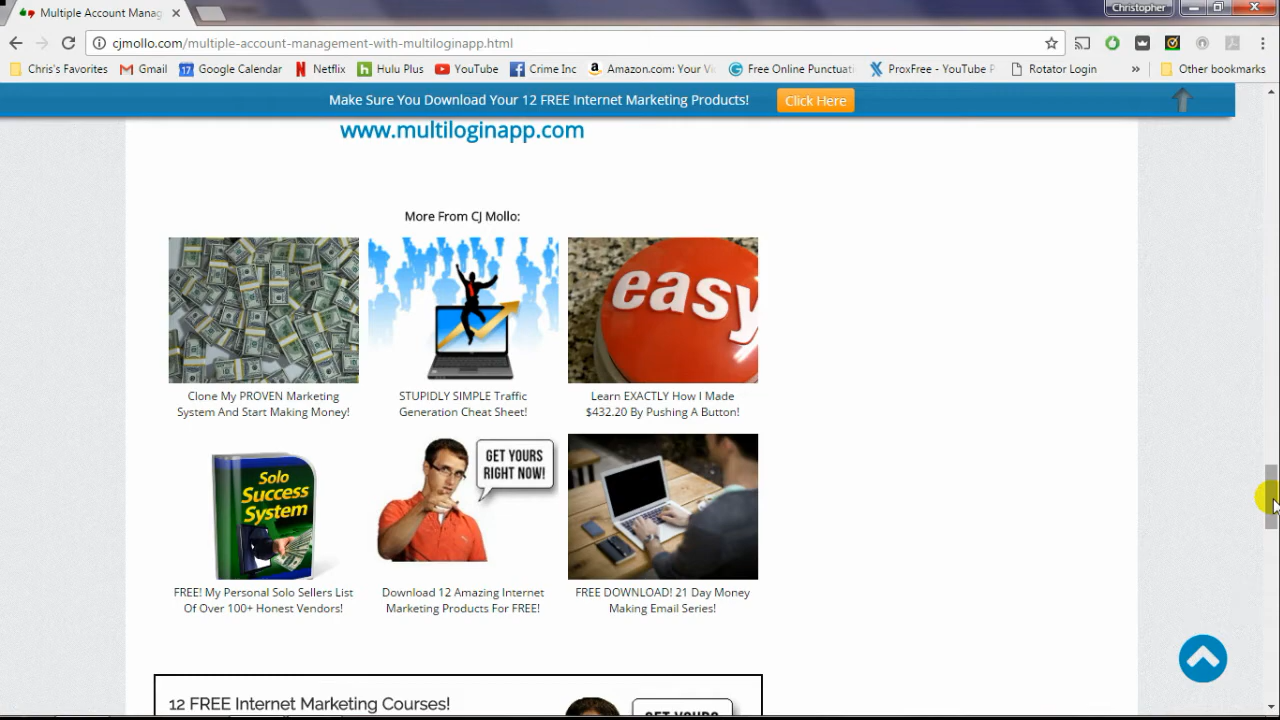 Multiple Account Manag
Christopher
cjmollo.com/multiple-account-management-with-multiloginapp.html
Chris's Favorites
Gmail
17 Google Calendar
Netflix
Hulu Plus
YouTube
Crime Inc
Amazon.com: Your V
Free Online Punctuati
ProxFree - YouTube P
Rotator Login
»
Other bookmarks
Make Sure You Download Your 12 FREE Internet Marketing Products!
Click Here
www.multiloginapp.com
More From CJ Mollo:
easy
Clone My PROVEN Marketing
System And Start Making Money!
STUPIDLY SIMPLE Traffic
Generation Cheat Sheet!
Learn EXACTLY How I Made
$432.20 By Pushing A Button!
Solo
Success
System
GET YOURS
RIGHT NOW!
FREE! My Personal Solo Sellers List
Of Over 100+ Honest Vendors!
Download 12 Amazing Internet
Marketing Products For FREE!
FREE DOWNLOAD! 21 Day Money
Making Email Series!
12 FREE Internet Marketing Courses!
GET YOURS